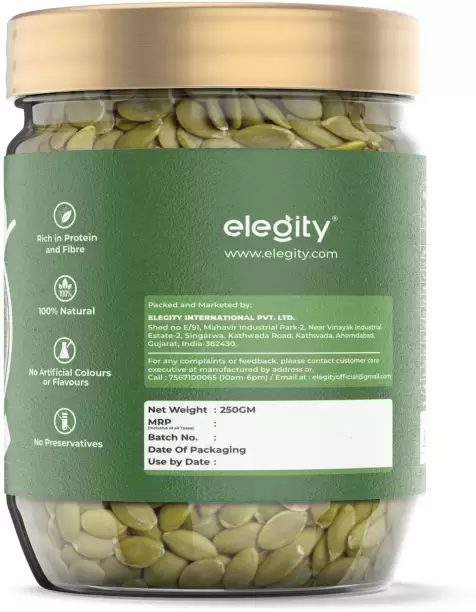 Rich in Protein
and Fibre
100%
100% Natural
No Artificial Colours
or Flavours
No Preservatives
elegity®
www.elegity.com
Packed and Marketed by:
ELEGITY INTERNATIONAL PVT. LTD.
Shed no E/91, Mahavir Industrial Park-2, Near Vinayak Industrial
Estate-2, Singarwa, Kathwada Road, Kathwada, Ahemdabad,
Gujarat, India-382430.
For any complaints or feedback, please contact customer care
executive at manufactured by address or,
Call : 7567100065 (10am-6pm) / Email at : elegityofficial@gmail.com
Net Weight : 250GM
MRP :
(Inclusive of all Taxes)
Batch No. :
Date Of Packaging
Use by Date :